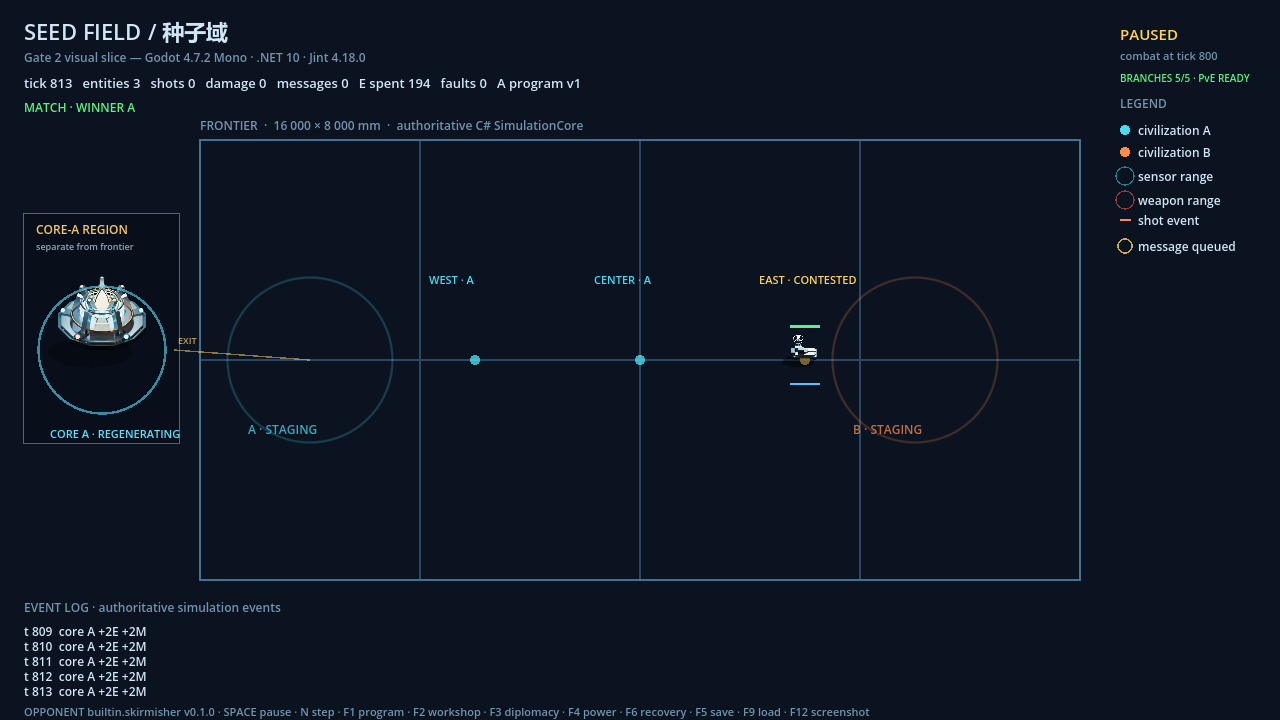 SEED FIELD / 种子域
Gate 2 visual slice — Godot 4.7.2 Mono · .NET 10 · Jint 4.18.0
tick 813 entities 3 shots 0 damage 0 messages 0 E spent 194 faults 0 A program v1
MATCH · WINNER A
FRONTIER · 16 000 × 8 000 mm · authoritative C# SimulationCore
PAUSED
combat at tick 800
BRANCHES 5/5 · PvE READY
LEGEND
civilization A
civilization B
sensor range
weapon range
shot event
message queued
CORE-A REGION
separate from frontier
EXIT
CORE A · REGENERATING
WEST · A
CENTER · A
EAST · CONTESTED
A · STAGING
B · STAGING
EVENT LOG · authoritative simulation events
t 809 core A +2E +2M
t 810 core A +2E +2M
t 811 core A +2E +2M
t 812 core A +2E +2M
t 813 core A +2E +2M
OPPONENT builtin.skirmisher v0.1.0 · SPACE pause · N step · F1 program · F2 workshop · F3 diplomacy · F4 power · F6 recovery · F5 save · F9 load · F12 screenshot